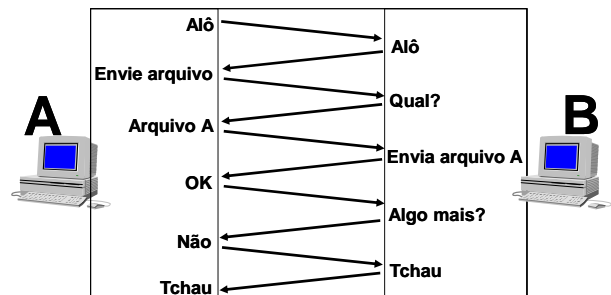 Alô
Alô
Envie arquivo
Qual?
A
B
Arquivo A
Envia arquivo A
OK
Algo mais?
Não
Tchau
Tchau